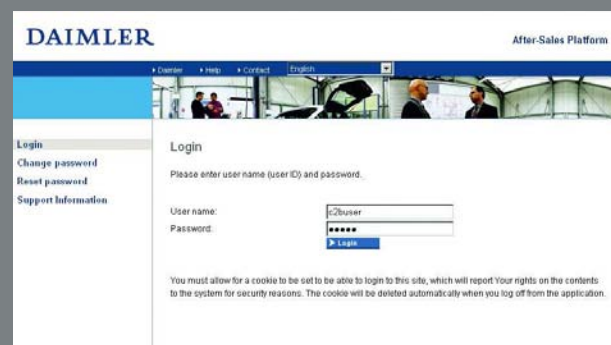 DAIMLER
After-Sales Platform
Daimler Help Contact English
Login
Change password
Reset password
Support Information
Login
Please enter user name (user ID) and password.
User name: c2buser
Password: •••••
Login
You must allow for a cookie to be set to be able to login to this site, which will report Your rights on the contents
to the system for security reasons. The cookie will be deleted automatically when you log off from the application.